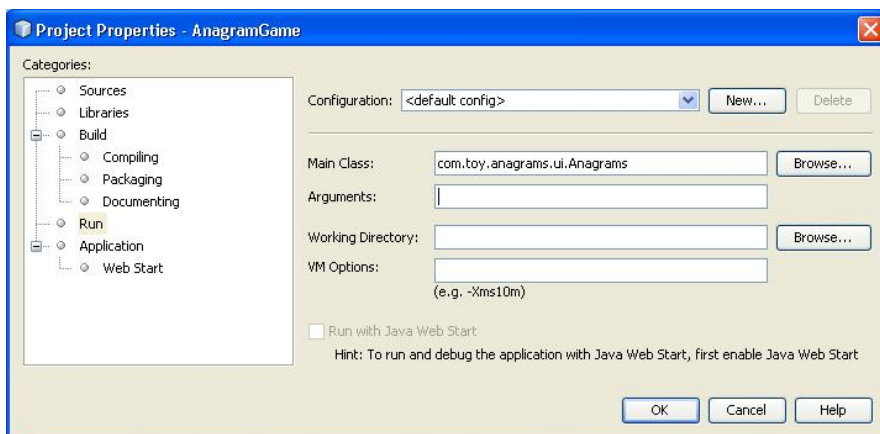 Project Properties - AnagramGame
Categories:
Sources
Libraries
Build
Compiling
Packaging
Documenting
Run
Application
Web Start
Configuration: <default config> New... Delete
Main Class: com.toy.anagrams.ui.Anagrams Browse...
Arguments:
Working Directory: Browse...
VM Options:
(e.g. -Xms10m)
Run with Java Web Start
Hint: To run and debug the application with Java Web Start, first enable Java Web Start
OK Cancel Help